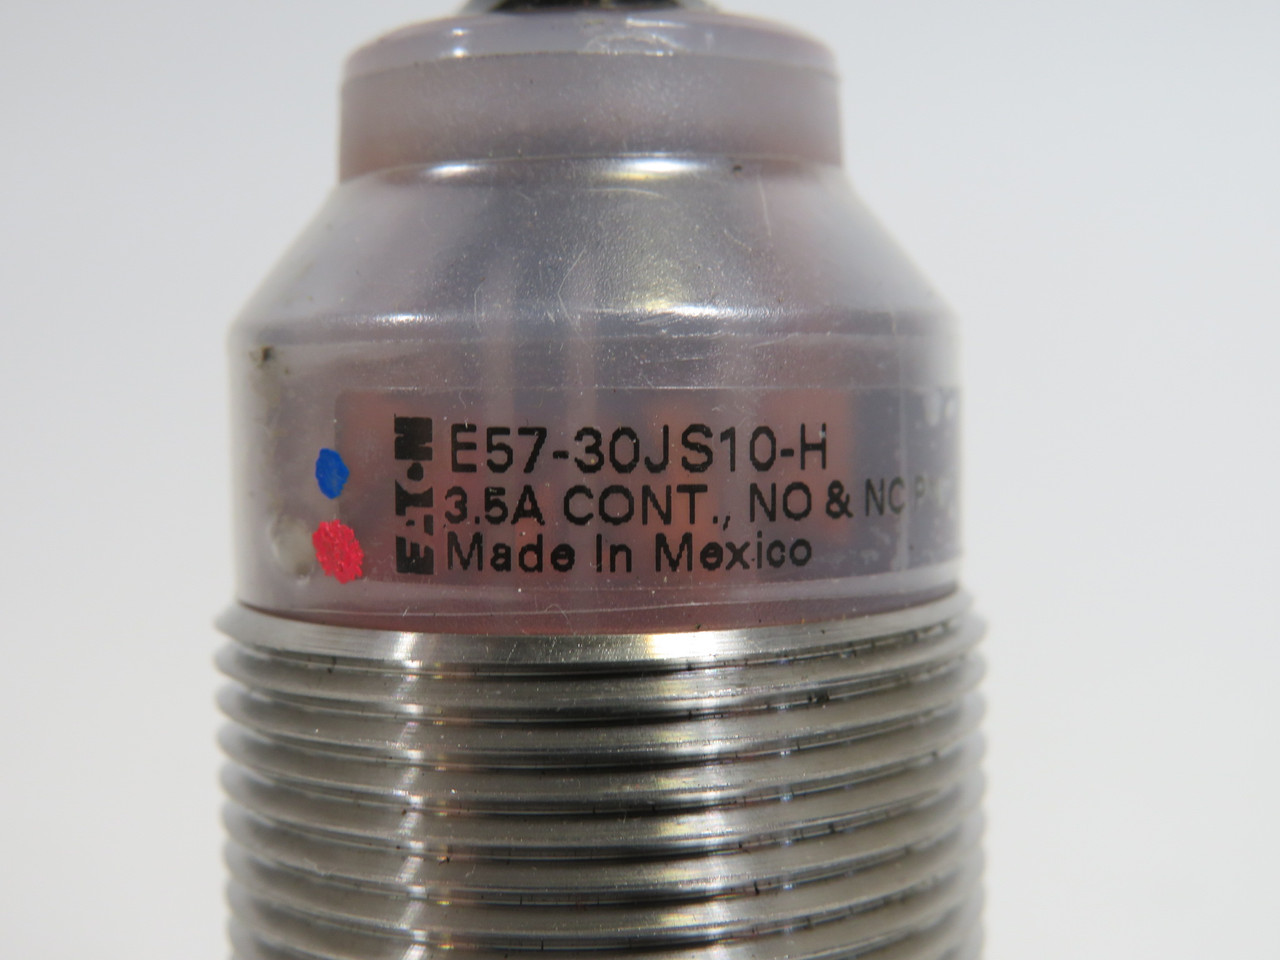 EATON
E57-30JS10-H
3.5A CONT., NO & NC
Made In Mexico